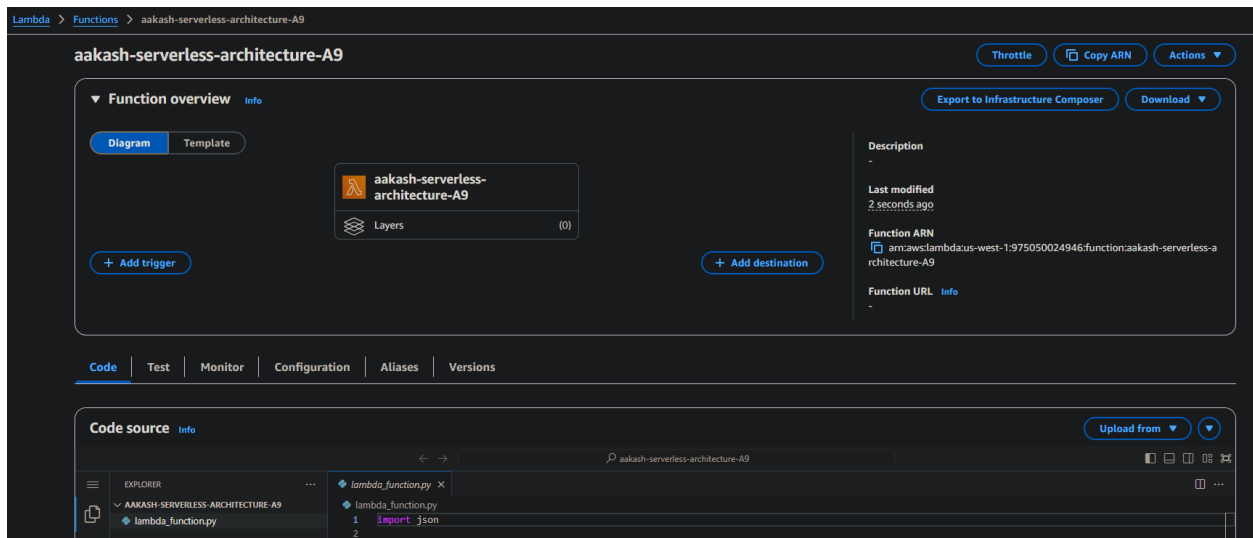 Lambda > Functions > aakash-serverless-architecture-A9
aakash-serverless-architecture-A9
Throttle Copy ARN Actions
Function overview Info
Export to Infrastructure Composer Download
Diagram Template
aakash-serverless-
architecture-A9
Layers (0)
+ Add trigger
+ Add destination
Description
-
Last modified
2 seconds ago
Function ARN
arn:aws:lambda:us-west-1:975050024946:function:aakash-serverless-a
rchitecture-A9
Function URL Info
-
Code Test Monitor Configuration Aliases Versions
Code source Info
Upload from
aakash-serverless-architecture-A9
EXPLORER ...
AAKASH-SERVERLESS-ARCHITECTURE-A9
lambda_function.py
lambda_function.py ×
...
lambda_function.py
1 import json
2